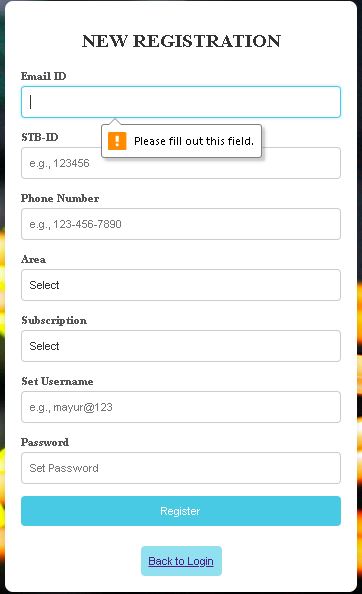 NEW REGISTRATION
Email ID
Please fill out this field.
STB-ID
e.g., 123456
Phone Number
e.g., 123-456-7890
Area
Select
Subscription
Select
Set Username
e.g., mayur@123
Password
Set Password
Register
Back to Login